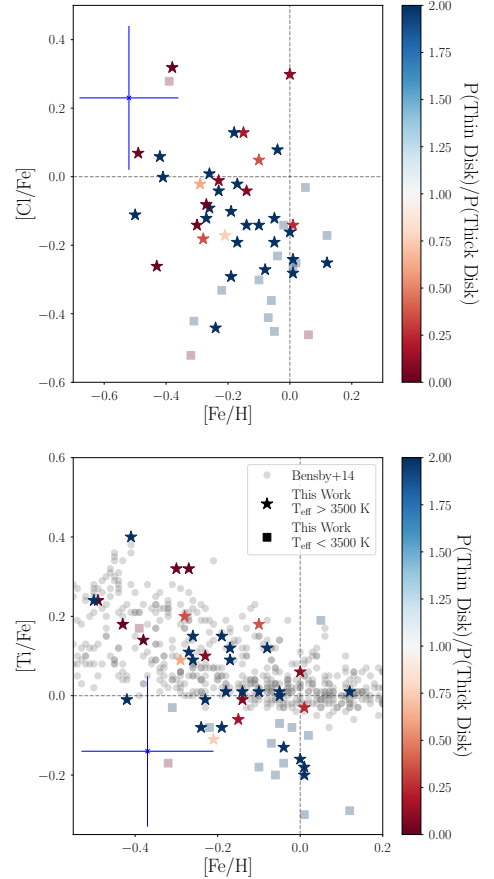 0.4
0.2
0.0
−0.2
−0.4
−0.6
[Cl/Fe]
−0.6 −0.4 −0.2 0.0 0.2
[Fe/H]
2.00
1.75
1.50
1.25
1.00
0.75
0.50
0.25
0.00
P(Thin Disk)/P(Thick Disk)
0.6
0.4
0.2
0.0
−0.2
[Ti/Fe]
Bensby+14
This Work
T_eff > 3500 K
This Work
T_eff < 3500 K
−0.4 −0.2 0.0 0.2
[Fe/H]
2.00
1.75
1.50
1.25
1.00
0.75
0.50
0.25
0.00
P(Thin Disk)/P(Thick Disk)